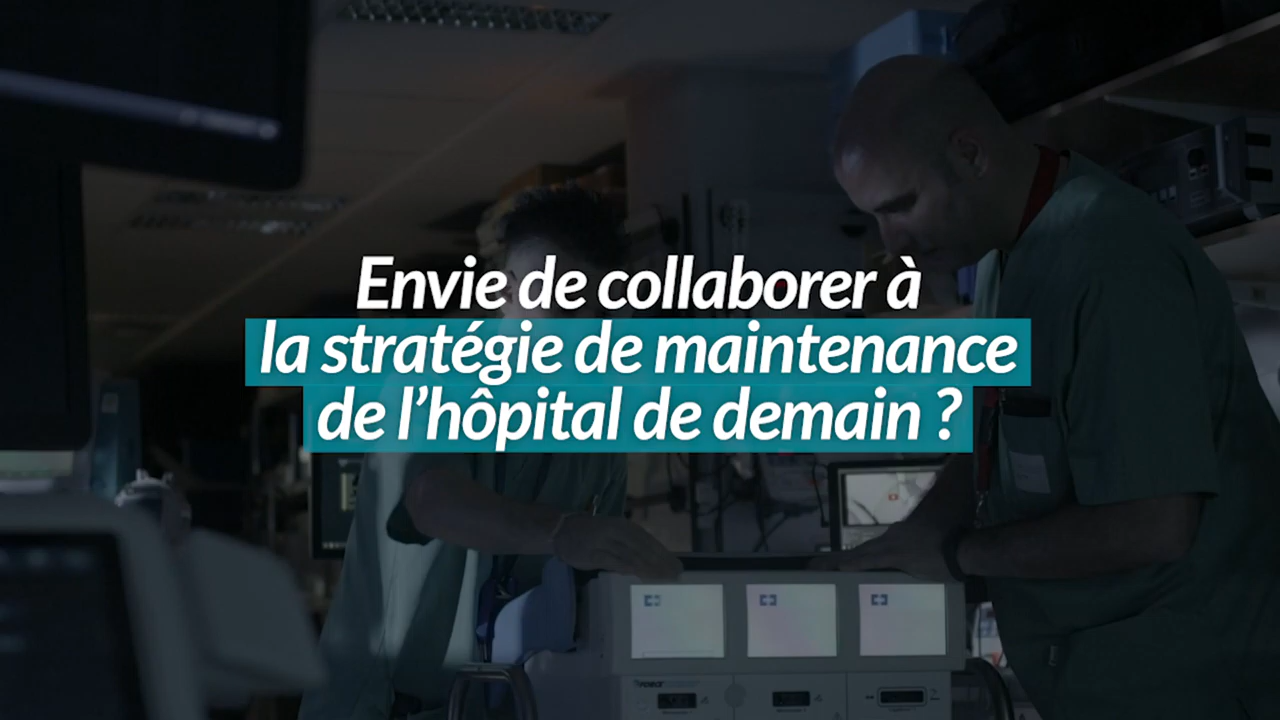 Envie de collaborer à
la stratégie de maintenance
de l’hôpital de demain ?